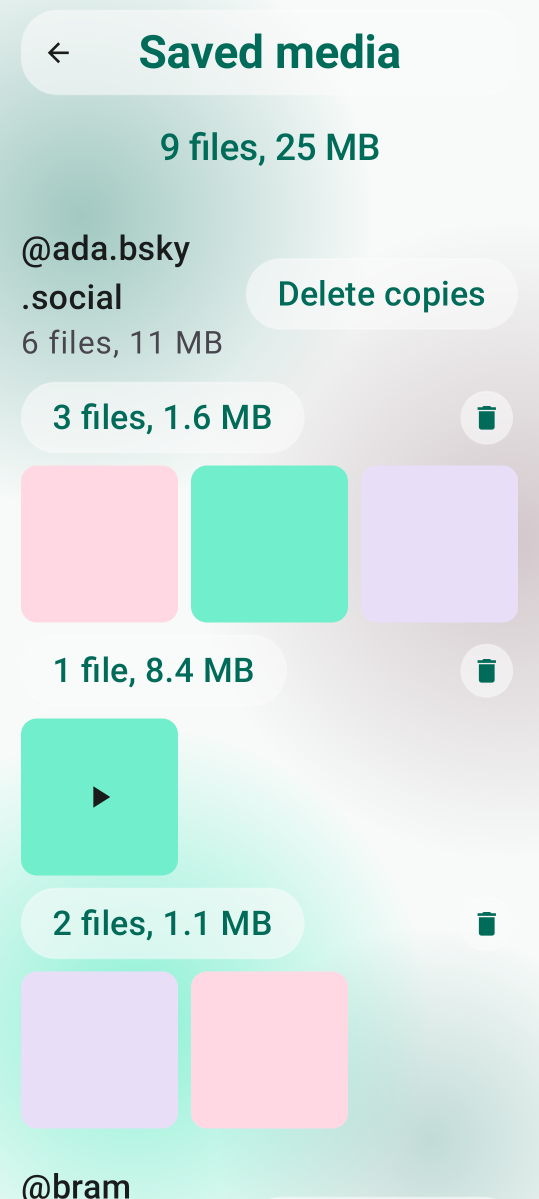 Saved media
9 files, 25 MB
@ada.bsky
.social
6 files, 11 MB
Delete copies
3 files, 1.6 MB
1 file, 8.4 MB
2 files, 1.1 MB
@bram